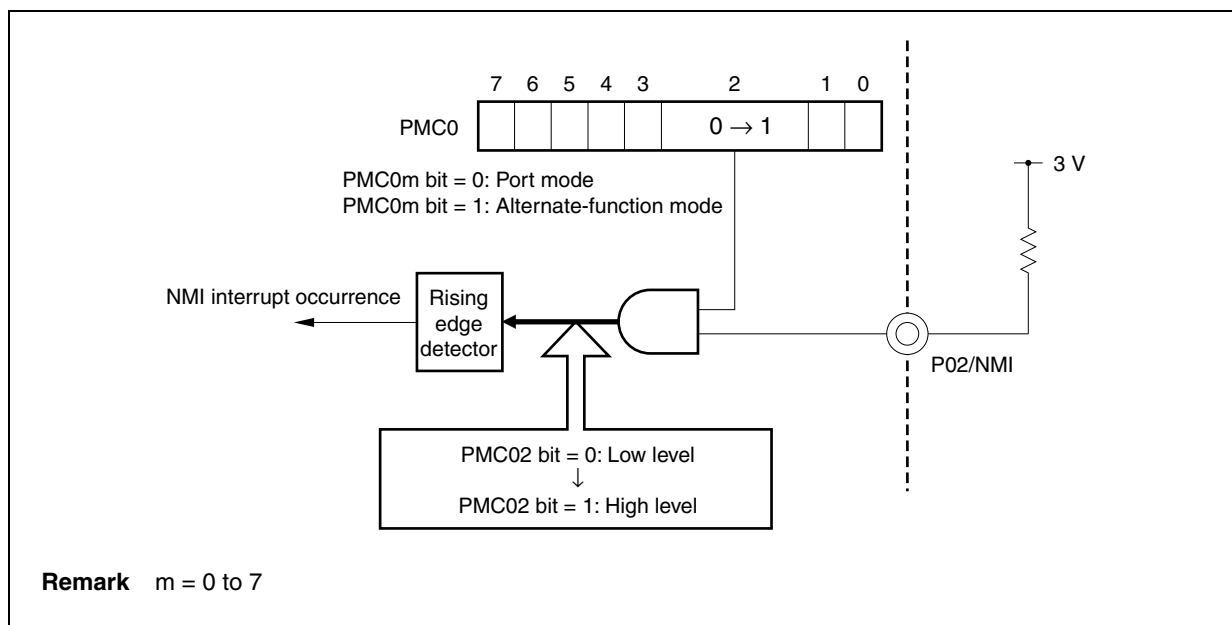 7 6 5 4 3 2 1 0
PMC0
0 → 1
3 V
PMC0m bit = 0: Port mode
PMC0m bit = 1: Alternate-function mode
NMI interrupt occurrence
Rising
edge
detector
P02/NMI
PMC02 bit = 0: Low level
↓
PMC02 bit = 1: High level
Remark m = 0 to 7